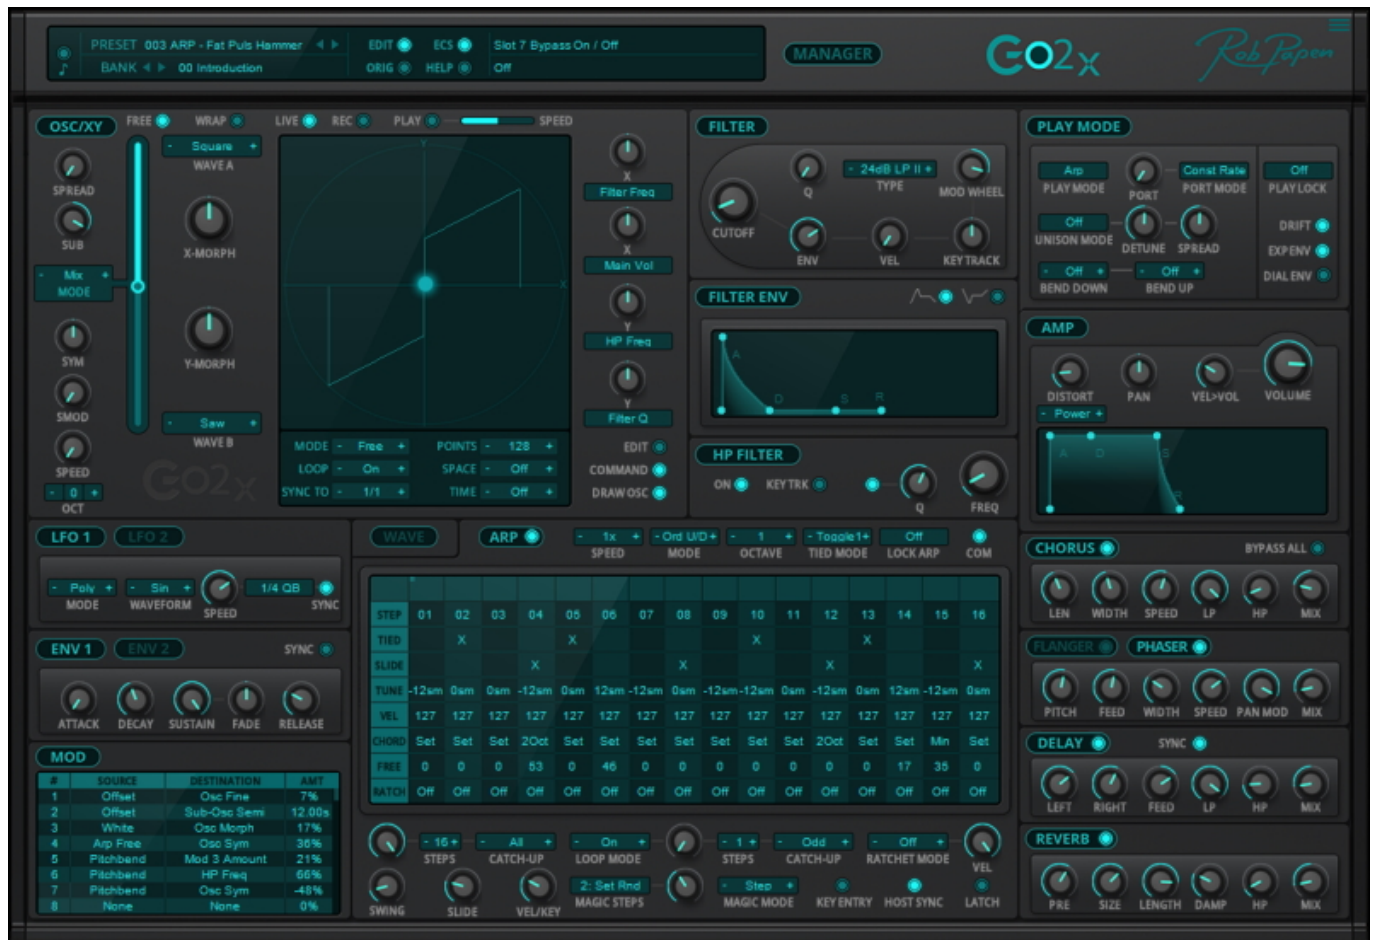 PRESET 003 ARP - Fat Puls Hammer EDIT ECS Slot 7 Bypass On / Off
BANK 00 Introduction ORIG HELP Off
MANAGER
Go2x
Rob Papen
OSC/XY FREE WRAP LIVE REC PLAY SPEED
SPREAD
SUB
- Mix +
MODE
SYM
SMOD
SPEED
- 0 +
OCT
- Square +
WAVE A
X-MORPH
Y-MORPH
- Saw +
WAVE B
Go2x
Y
X
MODE - Free + POINTS - 128 +
LOOP - On + SPACE - Off +
SYNC TO - 1/1 + TIME - Off +
X
Filter Freq
X
Main Vol
Y
HP Freq
Y
Filter Q
EDIT
COMMAND
DRAW OSC
FILTER
CUTOFF
Q
- 24dB LP II +
TYPE
MOD WHEEL
ENV
VEL
KEYTRACK
FILTER ENV
A
D S R
HP FILTER
ON KEY TRK
Q
FREQ
PLAY MODE
Arp Const Rate Off
PLAY MODE PORT PORT MODE PLAY LOCK
Off
UNISON MODE DETUNE SPREAD
- Off + - Off +
BEND DOWN BEND UP
DRIFT
EXP ENV
DIAL ENV
AMP
DISTORT PAN VEL>VOL VOLUME
- Power +
A D S
R
LFO 1 LFO 2
- Poly + - Sin + 1/4 QB
MODE WAVEFORM SPEED SYNC
ENV 1 ENV 2 SYNC
ATTACK DECAY SUSTAIN FADE RELEASE
MOD
# SOURCE DESTINATION AMT
1 Offset Osc Fine 7%
2 Offset Sub-Osc Semi 12.00s
3 White Osc Morph 17%
4 Arp Free Osc Sym 36%
5 Pitchbend Mod 3 Amount 21%
6 Pitchbend HP Freq 66%
7 Pitchbend Osc Sym -48%
8 None None 0%
WAVE ARP
- 1x + - Ord U/D + - 1 + - Toggle1+ Off
SPEED MODE OCTAVE TIED MODE LOCK ARP COM
STEP 01 02 03 04 05 06 07 08 09 10 11 12 13 14 15 16
TIED X X X X
SLIDE X X X X
TUNE -12sm 0sm 0sm -12sm 0sm 12sm -12sm 0sm -12sm -12sm 0sm -12sm 0sm 12sm -12sm 0sm
VEL 127 127 127 127 127 127 127 127 127 127 127 127 127 127 127 127
CHORD Set Set Set 2Oct Set Set Set Set Set Set Set 2Oct Set Set Min Set
FREE 0 0 0 53 0 46 0 0 0 0 0 0 0 17 35 0
RATCH Off Off Off Off Off Off Off Off Off Off Off Off Off Off Off Off
- 16 + - All + - On + - 1 + - Odd + - Off +
STEPS CATCH-UP LOOP MODE STEPS CATCH-UP RATCHET MODE VEL
2: Set Rnd - Step +
SWING SLIDE VEL/KEY MAGIC STEPS MAGIC MODE KEY ENTRY HOST SYNC LATCH
CHORUS BYPASS ALL
LEN WIDTH SPEED LP HP MIX
FLANGER PHASER
PITCH FEED WIDTH SPEED PAN MOD MIX
DELAY SYNC
LEFT RIGHT FEED LP HP MIX
REVERB
PRE SIZE LENGTH DAMP HP MIX